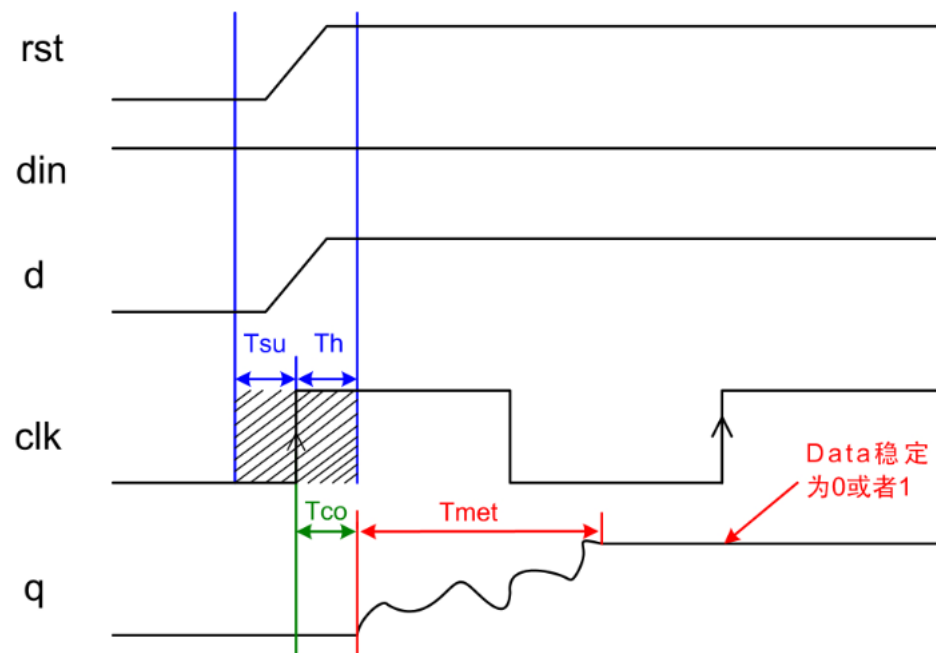 rst
din
d
Tsu Th
clk
Data稳定
为0或者1
Tco Tmet
q